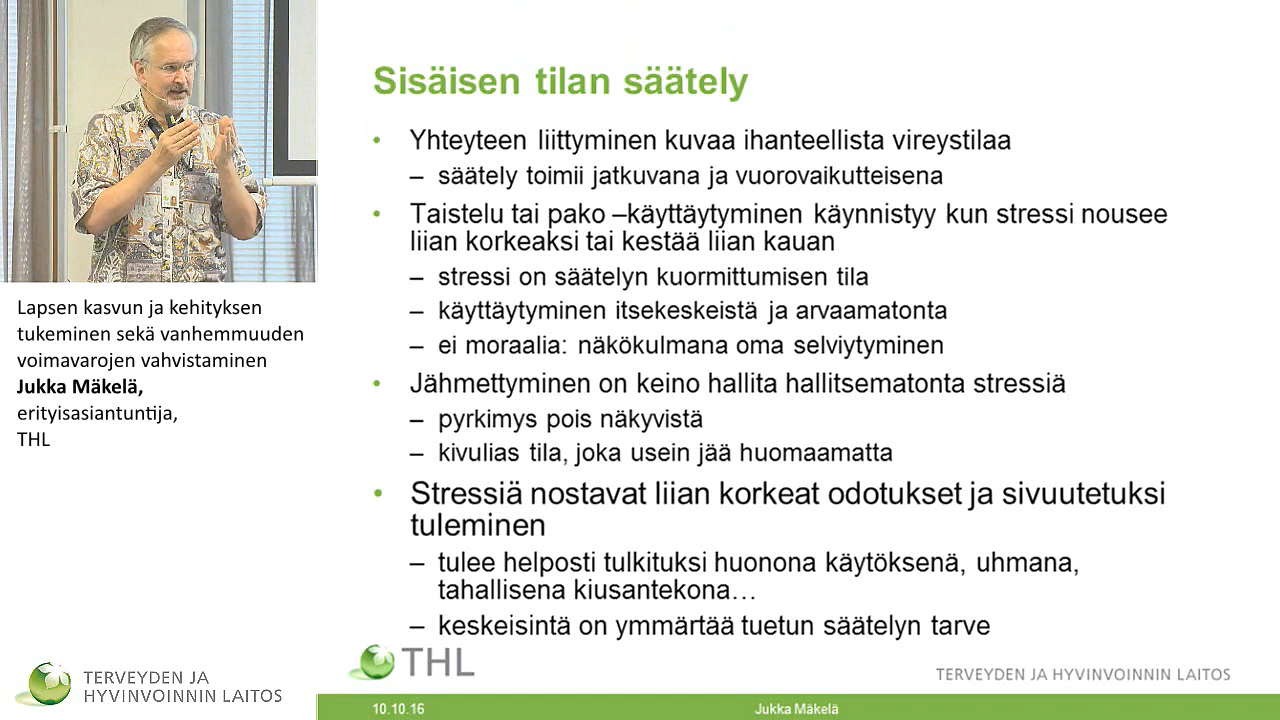 Lapsen kasvun ja kehityksen
tukeminen sekä vanhemmuuden
voimavarojen vahvistaminen
Jukka Mäkelä,
erityisasiantuntija,
THL
TERVEYDEN JA
HYVINVOINNIN LAITOS
Sisäisen tilan säätely
• Yhteyteen liittyminen kuvaa ihanteellista vireystilaa
– säätely toimii jatkuvana ja vuorovaikutteisena
• Taistelu tai pako –käyttäytyminen käynnistyy kun stressi nousee
liian korkeaksi tai kestää liian kauan
– stressi on säätelyn kuormittumisen tila
– käyttäytyminen itsekeskeistä ja arvaamatonta
– ei moraalia: näkökulmana oma selviytyminen
• Jähmettyminen on keino hallita hallitsematonta stressiä
– pyrkimys pois näkyvistä
– kivulias tila, joka usein jää huomaamatta
• Stressiä nostavat liian korkeat odotukset ja sivuutetuksi
tuleminen
– tulee helposti tulkituksi huonona käytöksenä, uhmana,
tahallisena kiusantekona…
– keskeisintä on ymmärtää tuetun säätelyn tarve
THL
TERVEYDEN JA HYVINVOINNIN LAITOS
10.10.16
Jukka Mäkelä